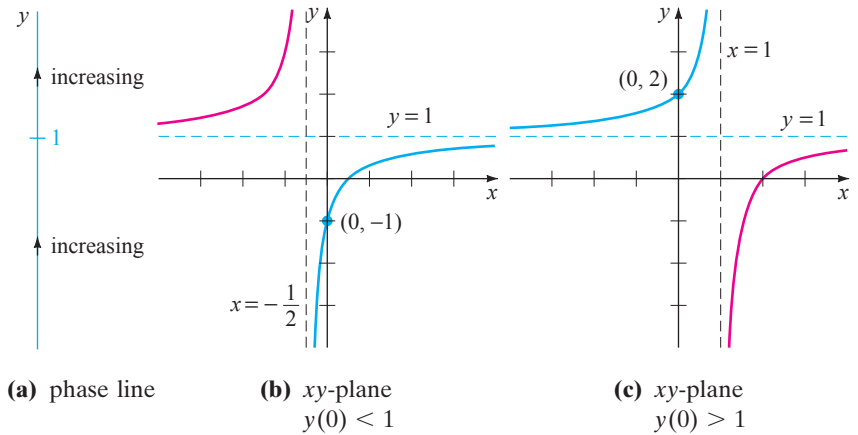 y
increasing
1
increasing
(a) phase line
y
y = 1
x
(0, −1)
x = − 1/2
(b) xy-plane
y(0) < 1
y
x = 1
(0, 2)
y = 1
x
(c) xy-plane
y(0) > 1